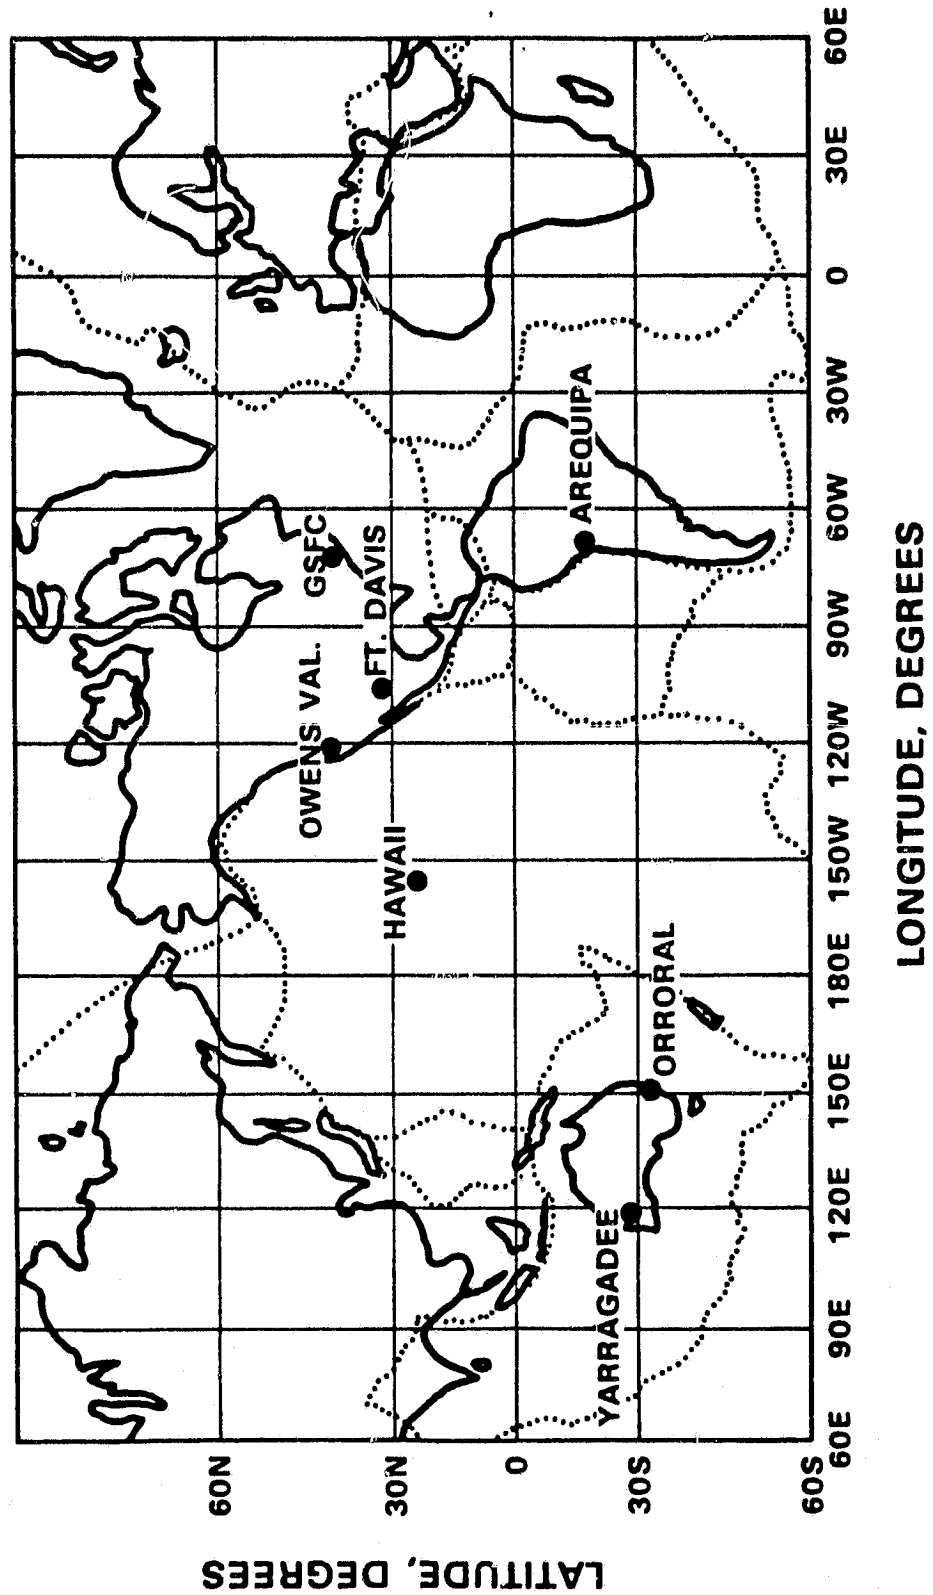 LATITUDE, DEGREES
60N
30N
0
30S
60S
GSFC
OWENS VAL.
FT. DAVIS
HAWAII
AREQUIPA
ORRORAL
YARRAGADEE
60E
90E
120E
150E
180E
150W
120W
90W
60W
30W
0
30E
60E
LONGITUDE, DEGREES